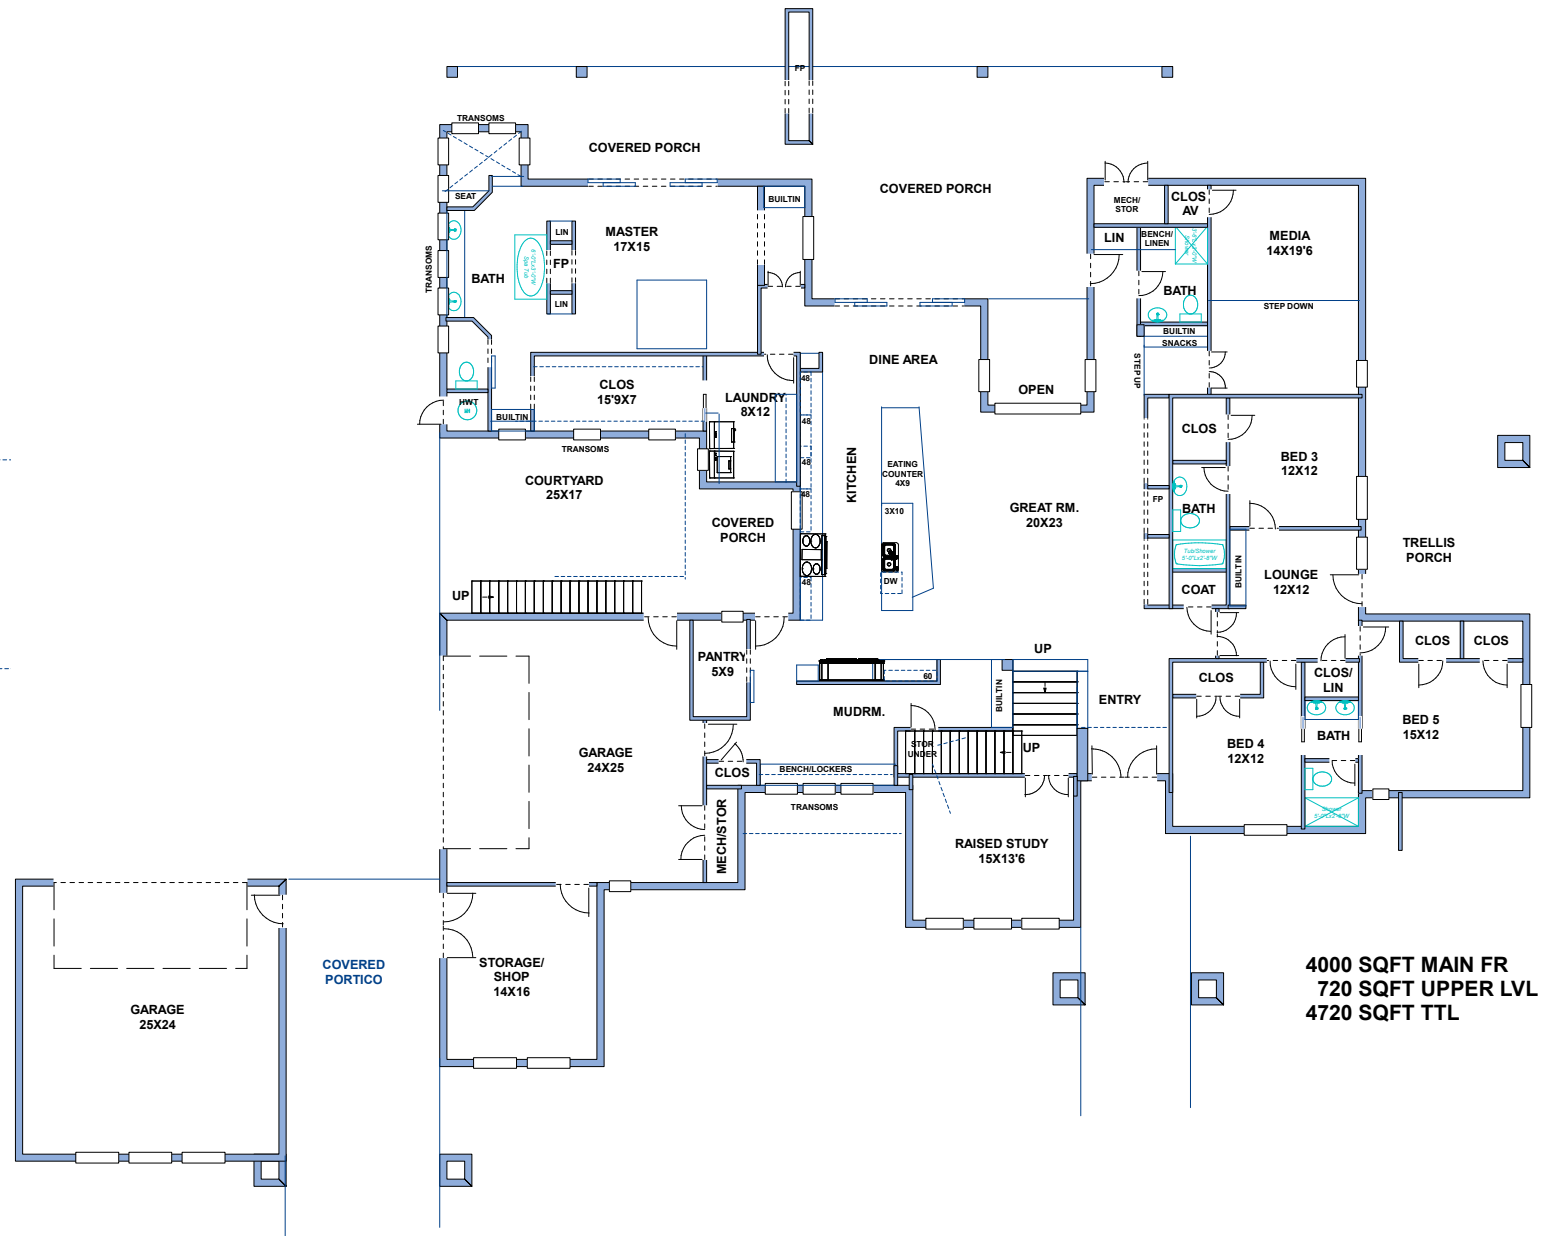 FP
TRANSOMS
COVERED PORCH
COVERED PORCH
SEAT
BUILTIN
MECH/
STOR
CLOS
AV
LIN
BENCH/
LINEN
MASTER
17X15
LIN
FP
LIN
TRANSOMS
BATH
MEDIA
14X19'6
BATH
STEP DOWN
BUILTIN
SNACKS
STEP UP
DINE AREA
OPEN
CLOS
15'9X7
LAUNDRY
8X12
HWT
BUILTIN
TRANSOMS
48
48
48
48
48
COURTYARD
25X17
COVERED
PORCH
KITCHEN
EATING
COUNTER
4X9
3X10
DW
GREAT RM.
20X23
CLOS
BED 3
12X12
FP
BATH
Tub/Shower
5'-0"Lx2'-8"W
TRELLIS
PORCH
BUILTIN
LOUNGE
12X12
COAT
UP
PANTRY
5X9
UP
60
BUILTIN
ENTRY
CLOS
CLOS
CLOS
CLOS/
LIN
MUDRM.
GARAGE
24X25
STOR
UNDER
UP
BED 4
12X12
BATH
BED 5
15X12
CLOS
BENCH/LOCKERS
TRANSOMS
MECH/STOR
RAISED STUDY
15X13'6
COVERED
PORTICO
STORAGE/
SHOP
14X16
GARAGE
25X24
4000 SQFT MAIN FR
720 SQFT UPPER LVL
4720 SQFT TTL